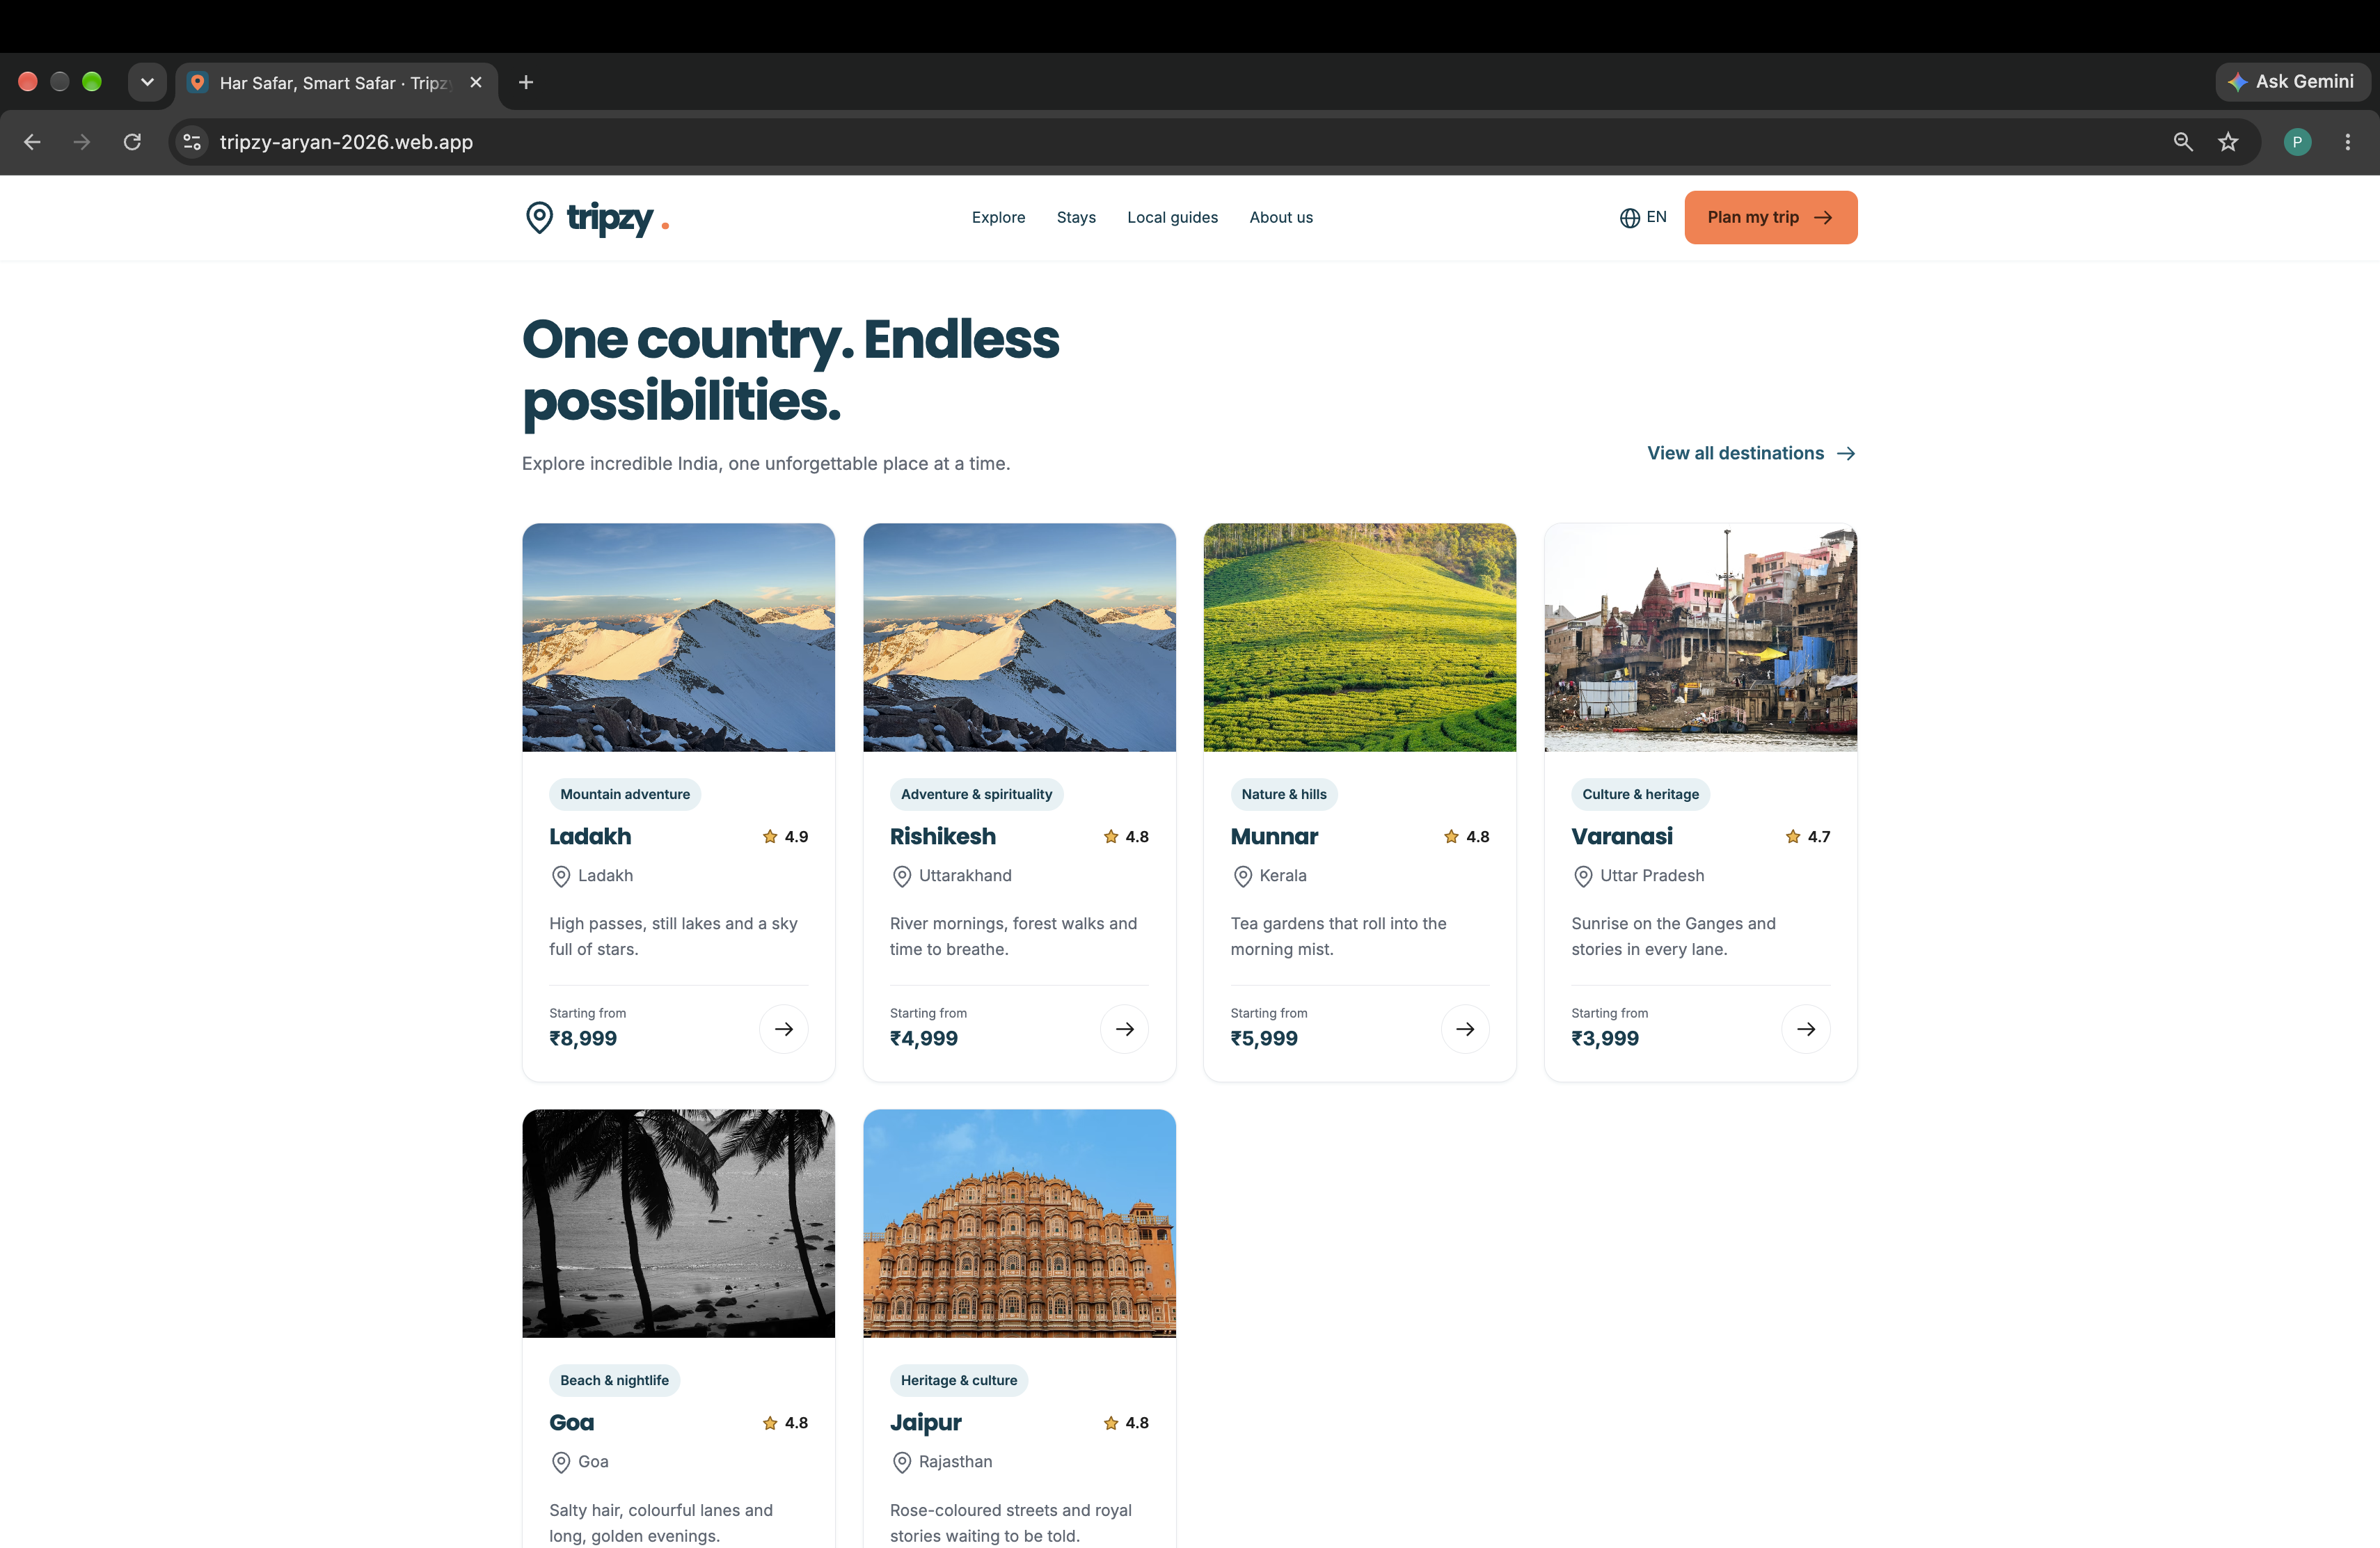 Har Safar, Smart Safar · Tripzy
Ask Gemini
tripzy-aryan-2026.web.app
P
tripzy.
Explore
Stays
Local guides
About us
EN
Plan my trip
One country. Endless
possibilities.
Explore incredible India, one unforgettable place at a time.
View all destinations
Mountain adventure
Ladakh
4.9
Ladakh
High passes, still lakes and a sky
full of stars.
Starting from
₹8,999
Adventure & spirituality
Rishikesh
4.8
Uttarakhand
River mornings, forest walks and
time to breathe.
Starting from
₹4,999
Nature & hills
Munnar
4.8
Kerala
Tea gardens that roll into the
morning mist.
Starting from
₹5,999
Culture & heritage
Varanasi
4.7
Uttar Pradesh
Sunrise on the Ganges and
stories in every lane.
Starting from
₹3,999
Beach & nightlife
Goa
4.8
Goa
Salty hair, colourful lanes and
long, golden evenings.
Heritage & culture
Jaipur
4.8
Rajasthan
Rose-coloured streets and royal
stories waiting to be told.